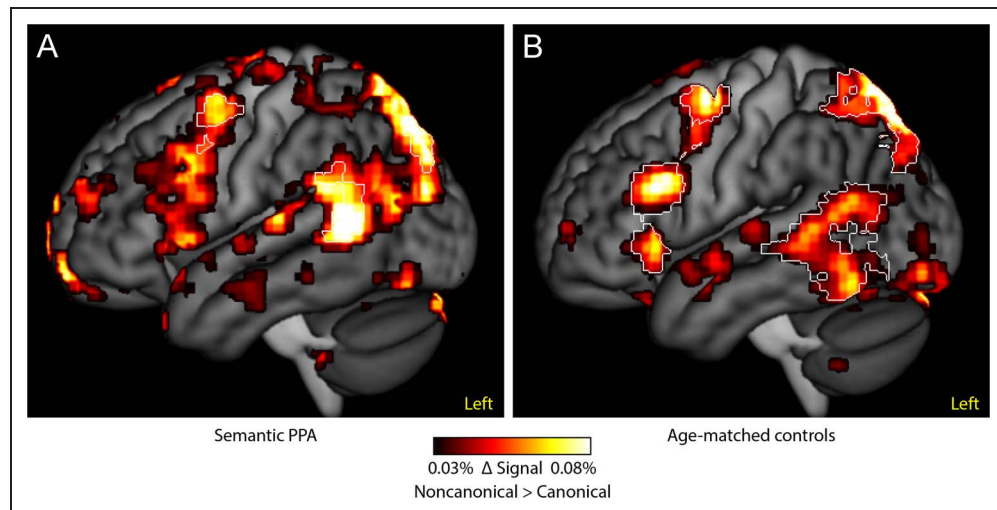 A
B
Left
Left
Semantic PPA
Age-matched controls
0.03% Δ Signal 0.08%
Noncanonical > Canonical